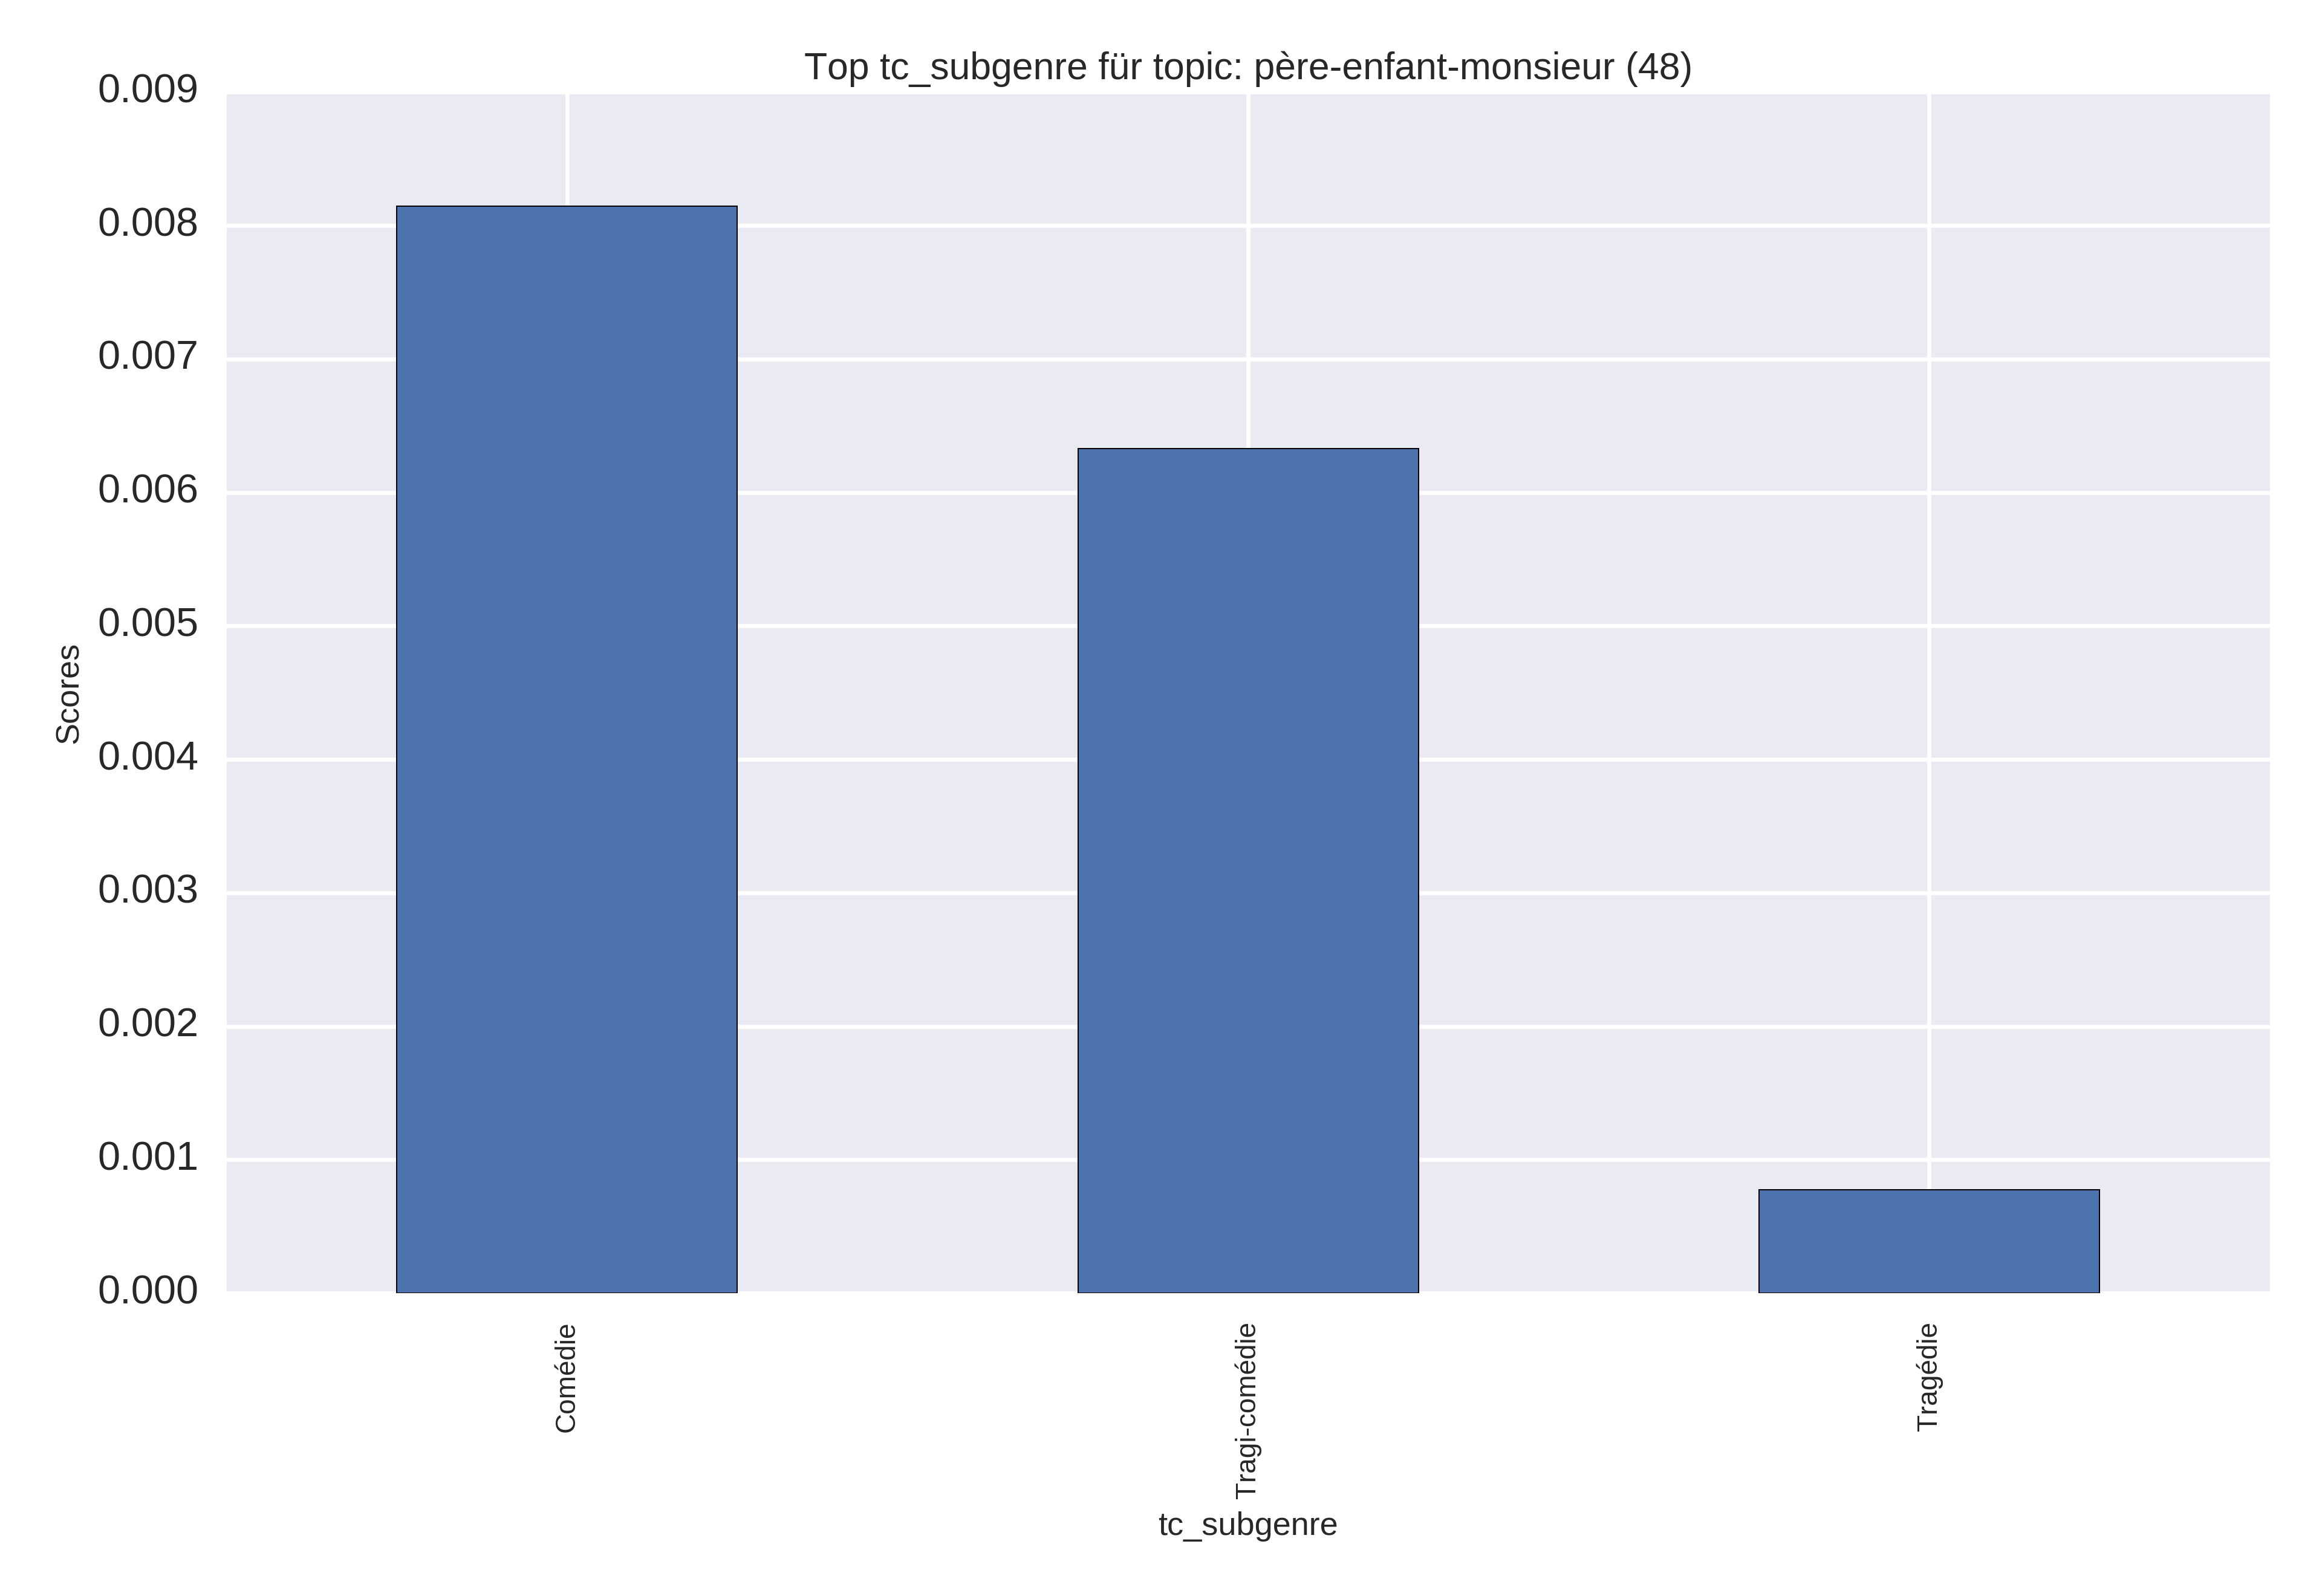 Top tc_subgenre für topic: père-enfant-monsieur (48)
0.009
0.008
0.007
0.006
0.005
0.004
0.003
0.002
0.001
0.000
Scores
Comédie
Tragi-comédie
Tragédie
tc_subgenre